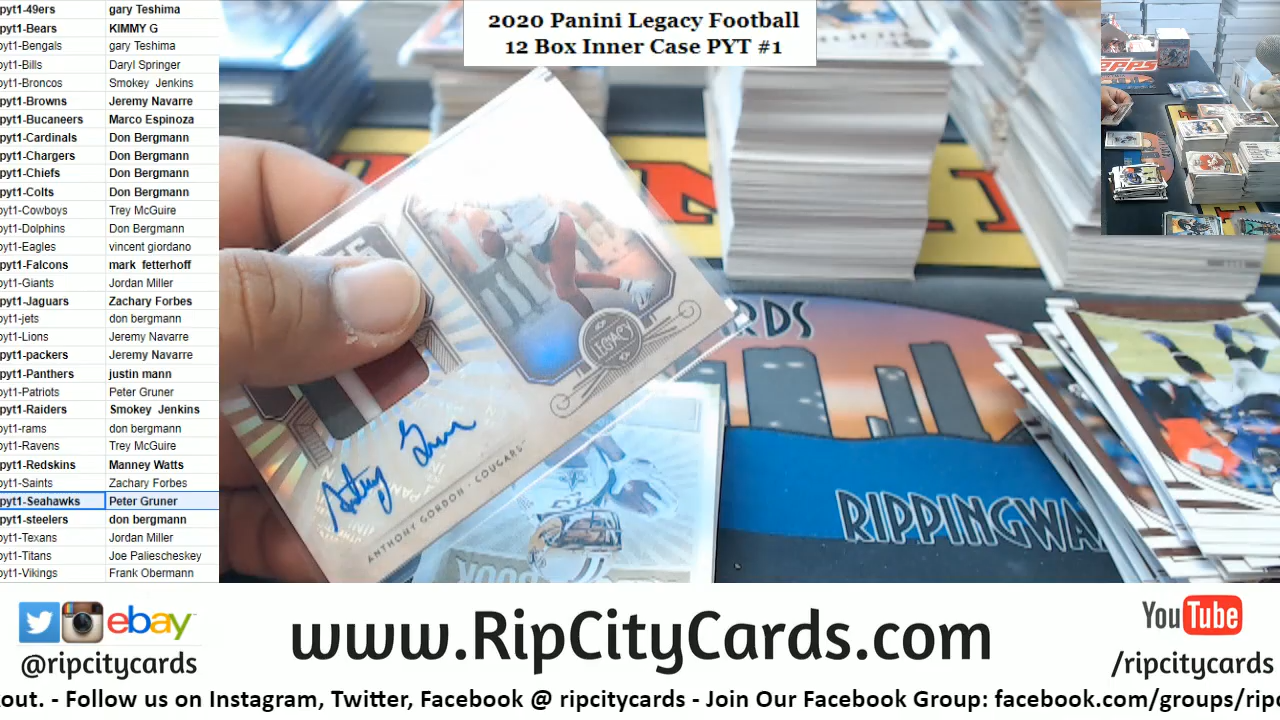 2020 Panini Legacy Football
12 Box Inner Case PYT #1
pyt1-49ers gary Teshima
pyt1-Bears KIMMY G
pyt1-Bengals gary Teshima
pyt1-Bills Daryl Springer
pyt1-Broncos Smokey Jenkins
pyt1-Browns Jeremy Navarre
pyt1-Bucaneers Marco Espinoza
pyt1-Cardinals Don Bergmann
pyt1-Chargers Don Bergmann
pyt1-Chiefs Don Bergmann
pyt1-Colts Don Bergmann
pyt1-Cowboys Trey McGuire
pyt1-Dolphins Don Bergmann
pyt1-Eagles vincent giordano
pyt1-Falcons mark fetterhoff
pyt1-Giants Jordan Miller
pyt1-Jaguars Zachary Forbes
pyt1-jets don bergmann
pyt1-Lions Jeremy Navarre
pyt1-packers Jeremy Navarre
pyt1-Panthers justin mann
pyt1-Patriots Peter Gruner
pyt1-Raiders Smokey Jenkins
pyt1-rams don bergmann
pyt1-Ravens Trey McGuire
pyt1-Redskins Manney Watts
pyt1-Saints Zachary Forbes
pyt1-Seahawks Peter Gruner
pyt1-steelers don bergmann
pyt1-Texans Jordan Miller
pyt1-Titans Joe Paliescheskey
pyt1-Vikings Frank Obermann
LEGACY
ANTHONY GORDON · COUGARS
RDS
RIPPINGWA
TOPPS
ebay
@ripcitycards
www.RipCityCards.com
YouTube
/ripcitycards
out. - Follow us on Instagram, Twitter, Facebook @ ripcitycards - Join Our Facebook Group: facebook.com/groups/ripc